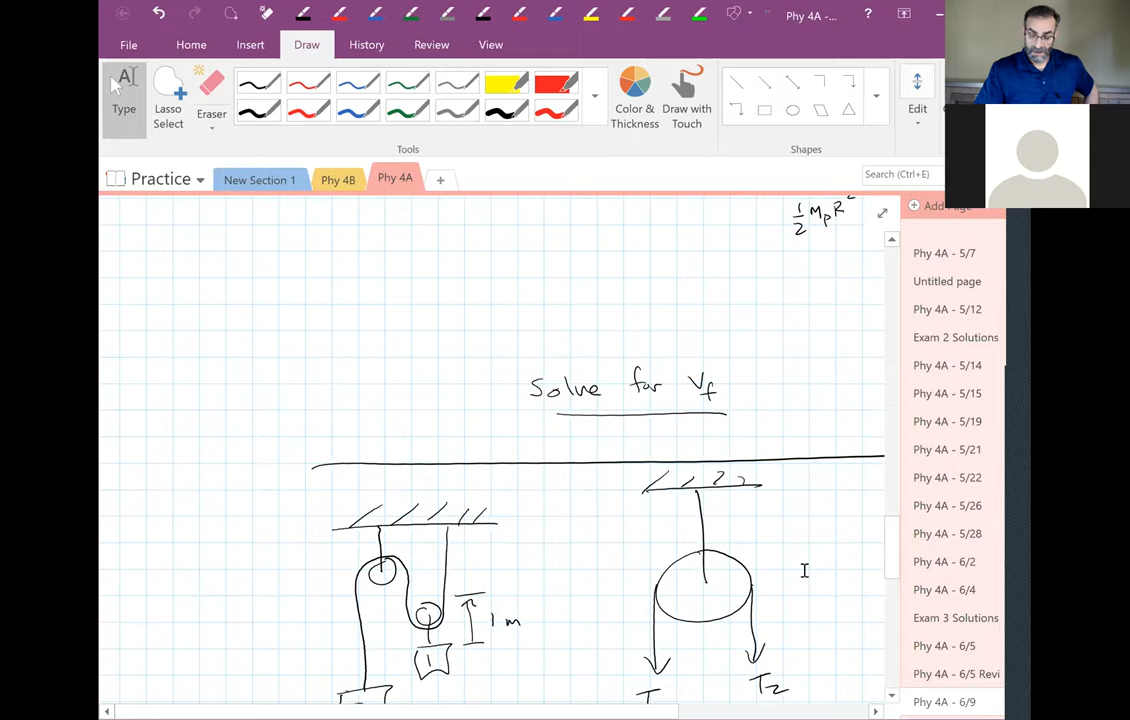 Phy 4A -
?
File
Home
Insert
Draw
History
Review
View
Type
Lasso
Select
Eraser
Color &
Thickness
Draw with
Touch
Edit
Tools
Shapes
Practice
New Section 1
Phy 4B
Phy 4A
+
Search (Ctrl+E)
Add Page
Phy 4A - 5/7
Untitled page
Phy 4A - 5/12
Exam 2 Solutions
Phy 4A - 5/14
Phy 4A - 5/15
Phy 4A - 5/19
Phy 4A - 5/21
Phy 4A - 5/22
Phy 4A - 5/26
Phy 4A - 5/28
Phy 4A - 6/2
Phy 4A - 6/4
Exam 3 Solutions
Phy 4A - 6/5
Phy 4A - 6/5 Revi
Phy 4A - 6/9
1/2 MpR²
Solve for Vf
1 m
1
T
T2